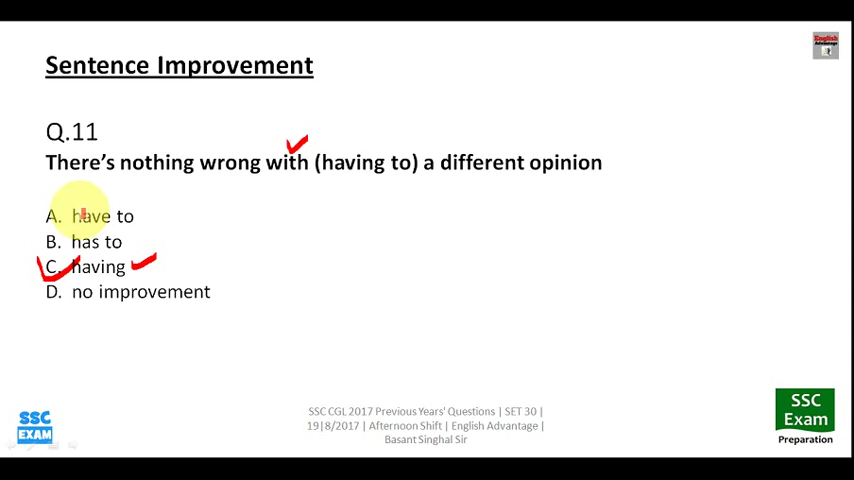 Sentence Improvement
English
Advantage
Q.11
There's nothing wrong with (having to) a different opinion
A. have to
B. has to
C. having
D. no improvement
SSC CGL 2017 Previous Years' Questions | SET 30 |
19|8/2017 | Afternoon Shift | English Advantage |
Basant Singhal Sir
SSC
EXAM
SSC
Exam
Preparation